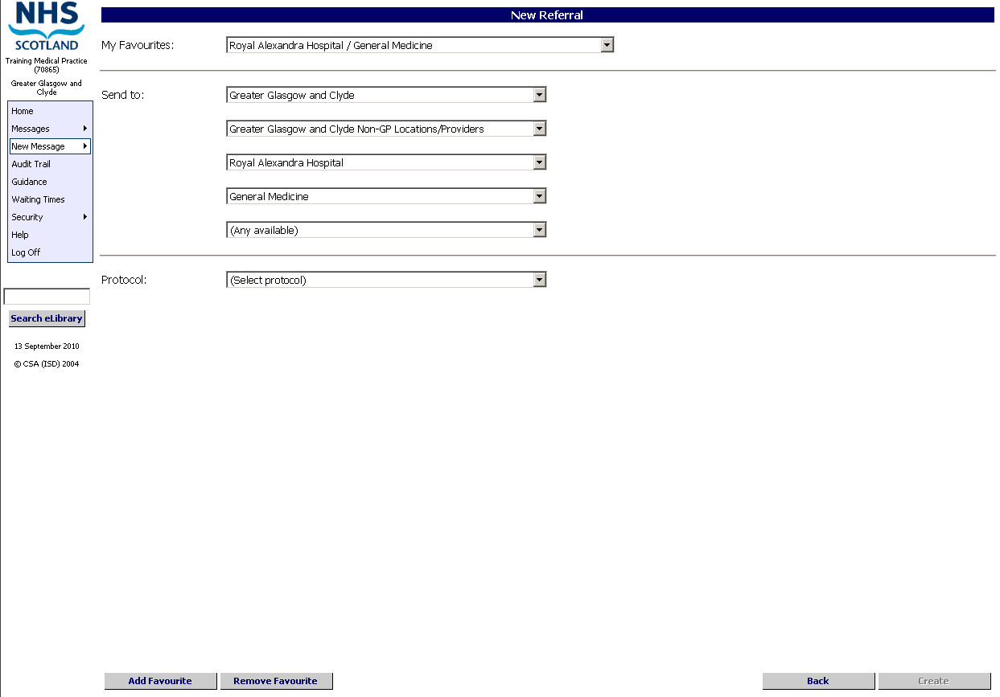 NHS
SCOTLAND
Training Medical Practice
(70865)
Greater Glasgow and
Clyde
Home
Messages
New Message
Audit Trail
Guidance
Waiting Times
Security
Help
Log Off
Search eLibrary
13 September 2010
© CSA (ISD) 2004
New Referral
My Favourites: Royal Alexandra Hospital / General Medicine
Send to: Greater Glasgow and Clyde
Greater Glasgow and Clyde Non-GP Locations/Providers
Royal Alexandra Hospital
General Medicine
(Any available)
Protocol: (Select protocol)
Add Favourite Remove Favourite Back Create